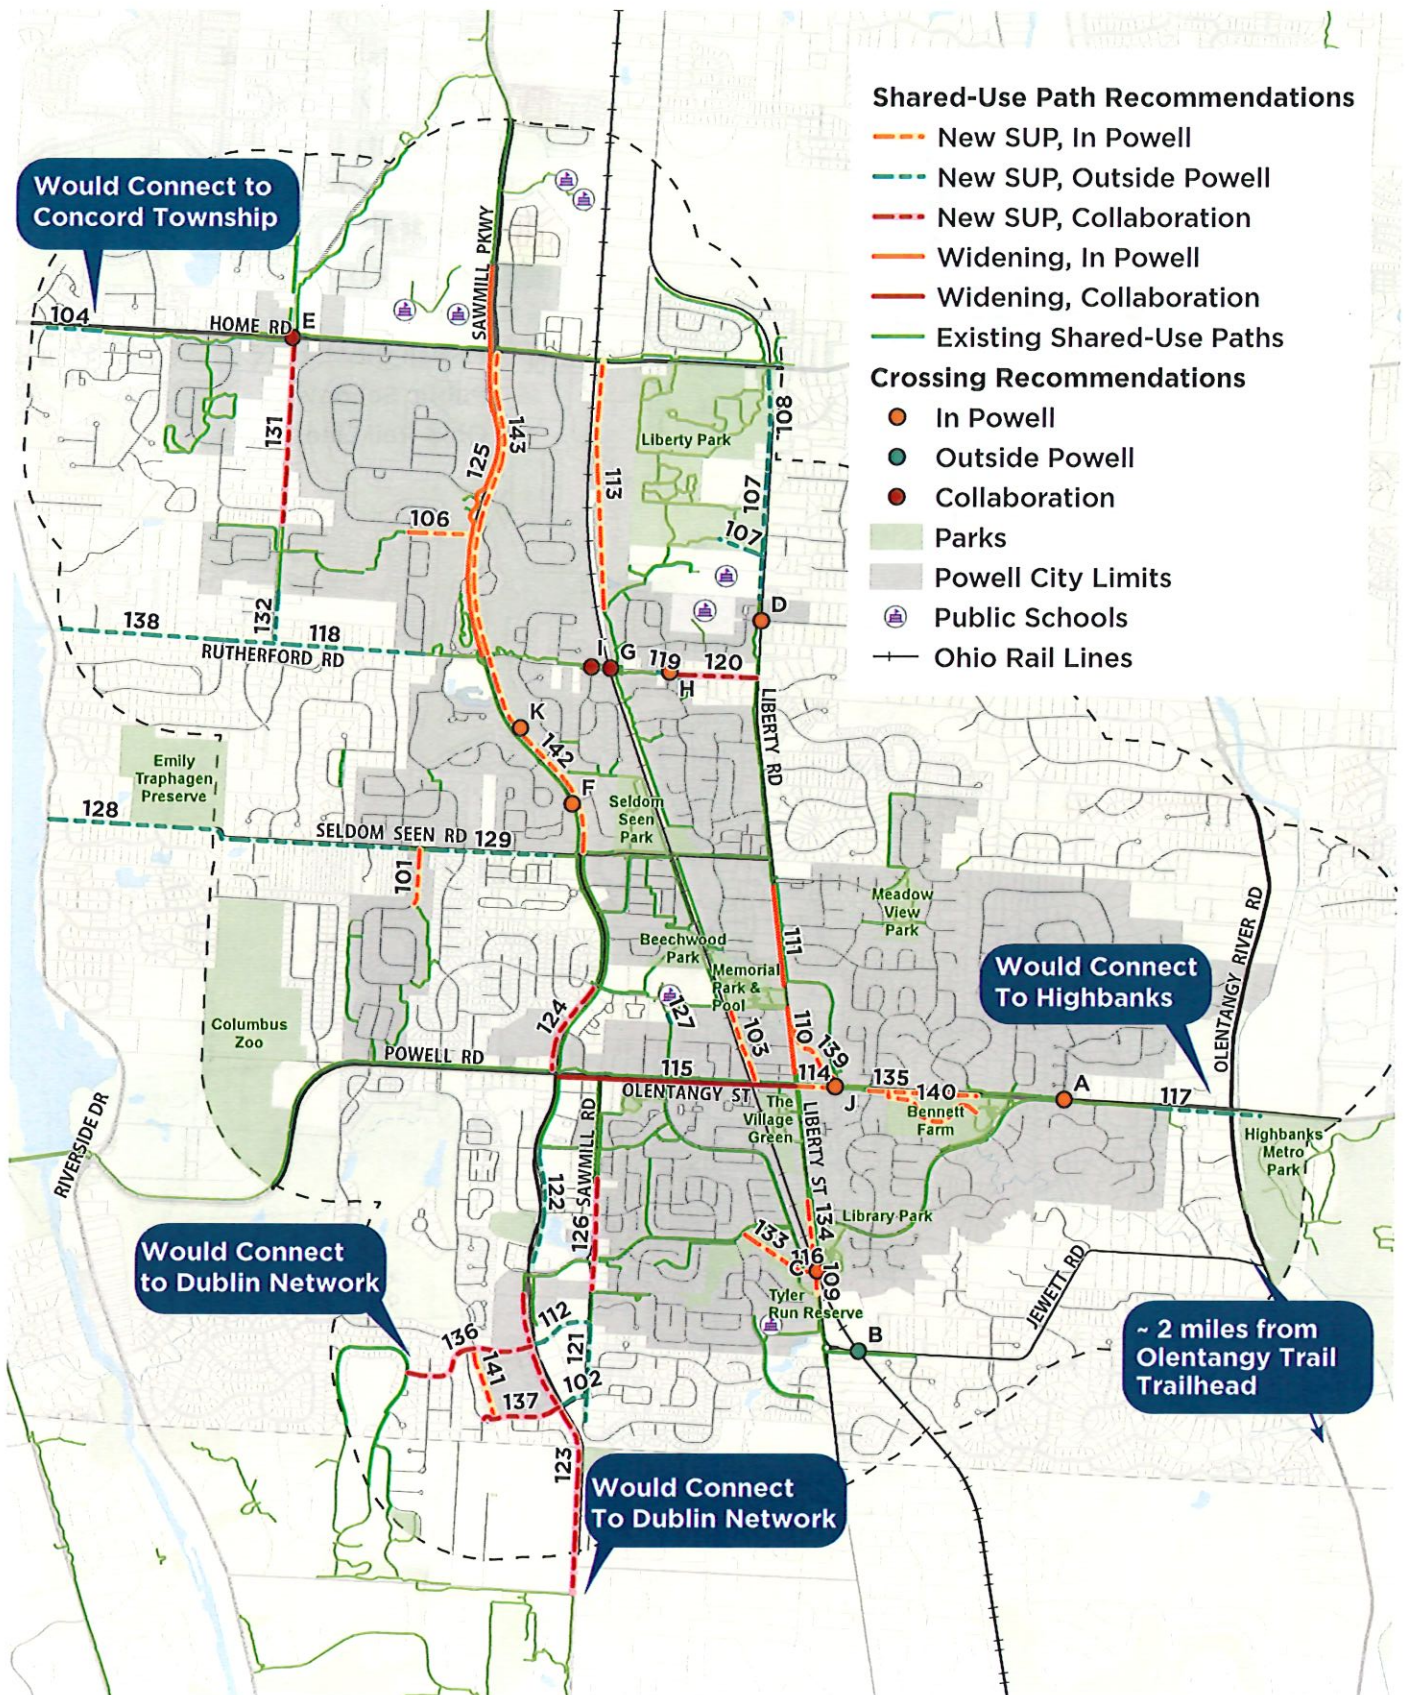 Shared-Use Path Recommendations
New SUP, In Powell
New SUP, Outside Powell
New SUP, Collaboration
Widening, In Powell
Widening, Collaboration
Existing Shared-Use Paths
Crossing Recommendations
In Powell
Outside Powell
Collaboration
Parks
Powell City Limits
Public Schools
Ohio Rail Lines
Would Connect to
Concord Township
SAWMILL PKWY
104
HOME RD
E
131
125
143
113
Liberty Park
108
107
107
106
D
132
138
118
RUTHERFORD RD
I
G
119
120
H
LIBERTY RD
K
142
F
Emily
Traphagen
Preserve
128
SELDOM SEEN RD
129
Seldom
Seen
Park
101
Meadow
View
Park
111
Beechwood
Park
Memorial
Park &
Pool
127
Would Connect
To Highbanks
OLENTANGY RIVER RD
Columbus
Zoo
124
103
110
139
POWELL RD
115
OLENTANGY ST
114
J
135
140
A
117
Bennett
Farm
The
Village
Green
Highbanks
Metro
Park
RIVERSIDE DR
122
SAWMILL RD
126
LIBERTY ST
134
Library Park
133
116
C
109
Tyler
Run Reserve
JEWETT RD
B
Would Connect
to Dublin Network
136
112
141
121
102
137
123
~ 2 miles from
Olentangy Trail
Trailhead
Would Connect
To Dublin Network